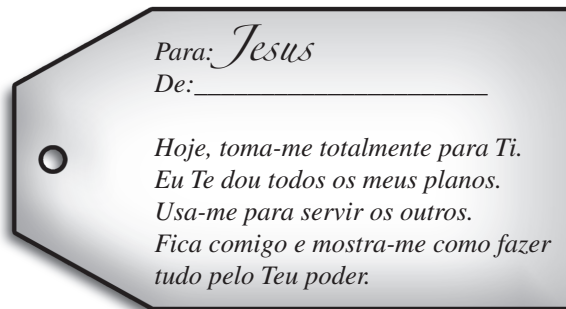 Para: Jesus
De:______________________
Hoje, toma-me totalmente para Ti.
Eu Te dou todos os meus planos.
Usa-me para servir os outros.
Fica comigo e mostra-me como fazer
tudo pelo Teu poder.